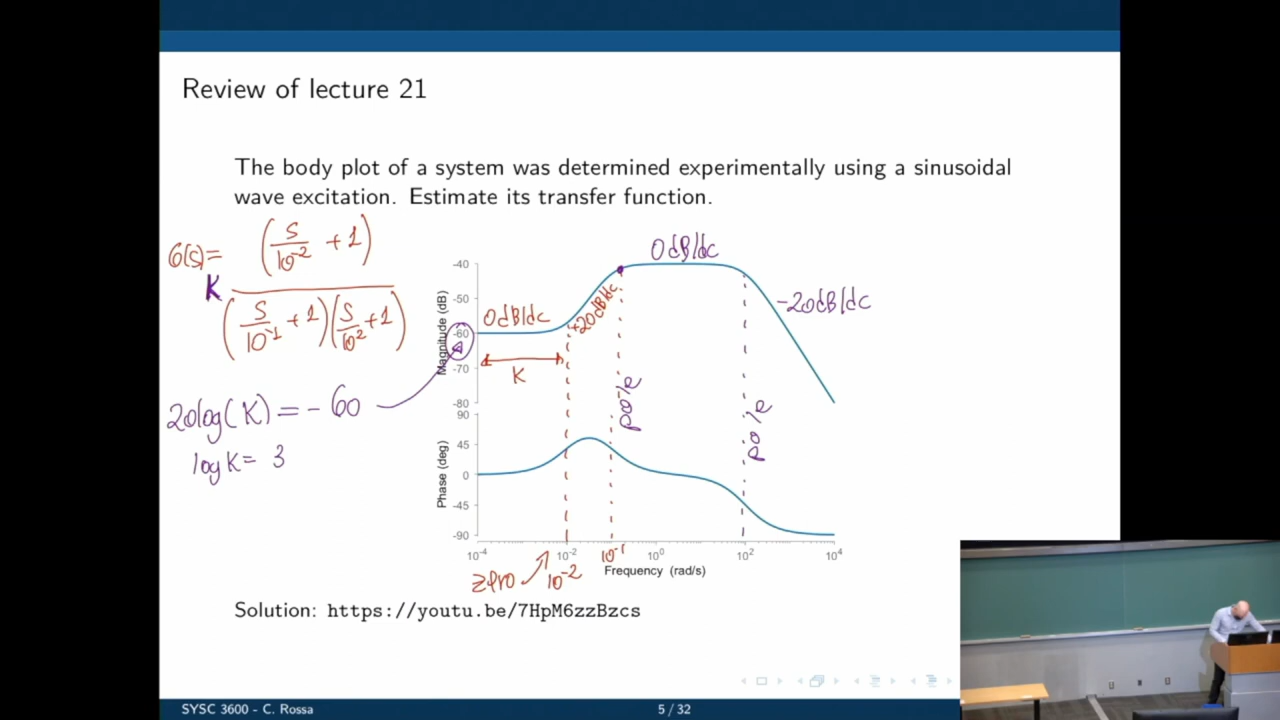 Review of lecture 21
The body plot of a system was determined experimentally using a sinusoidal
wave excitation. Estimate its transfer function.
G(s)=
(s/10^-2 + 1)
K
(s/10^-1 + 1)(s/10^2 + 1)
20log(K) = - 60
log K = 3
0dB/dc
0dB/dc
+20dB/dc
-20dB/dc
K
pole
pole
Magnitude (dB)
-40
-50
-60
-70
-80
Phase (deg)
90
45
0
-45
-90
10^-4
10^-2
10^0
10^2
10^4
zero
10^-2
10^-1
Frequency (rad/s)
Solution: https://youtu.be/7HpM6zzBzcs
SYSC 3600 - C. Rossa
5 / 32